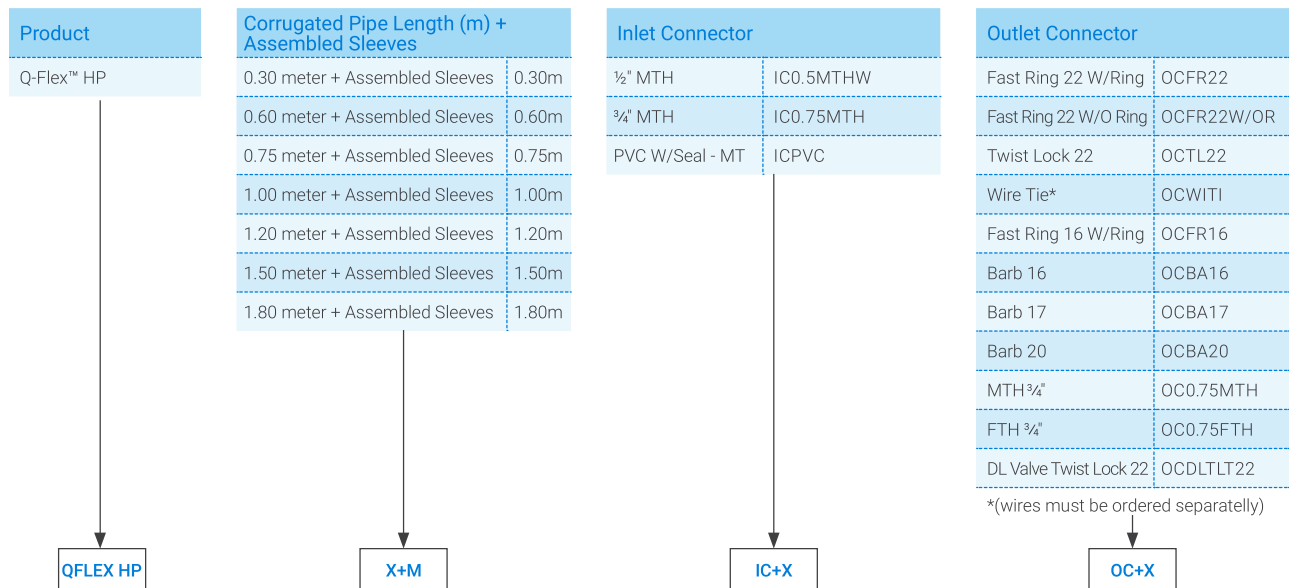 Product
Q-Flex™ HP
QFLEX HP
Corrugated Pipe Length (m) +
Assembled Sleeves
0.30 meter + Assembled Sleeves 0.30m
0.60 meter + Assembled Sleeves 0.60m
0.75 meter + Assembled Sleeves 0.75m
1.00 meter + Assembled Sleeves 1.00m
1.20 meter + Assembled Sleeves 1.20m
1.50 meter + Assembled Sleeves 1.50m
1.80 meter + Assembled Sleeves 1.80m
X+M
Inlet Connector
½" MTH IC0.5MTHW
¾" MTH IC0.75MTH
PVC W/Seal - MT ICPVC
IC+X
Outlet Connector
Fast Ring 22 W/Ring OCFR22
Fast Ring 22 W/O Ring OCFR22W/OR
Twist Lock 22 OCTL22
Wire Tie* OCWITI
Fast Ring 16 W/Ring OCFR16
Barb 16 OCBA16
Barb 17 OCBA17
Barb 20 OCBA20
MTH ¾" OC0.75MTH
FTH ¾" OC0.75FTH
DL Valve Twist Lock 22 OCDLTLT22
*(wires must be ordered separatelly)
OC+X